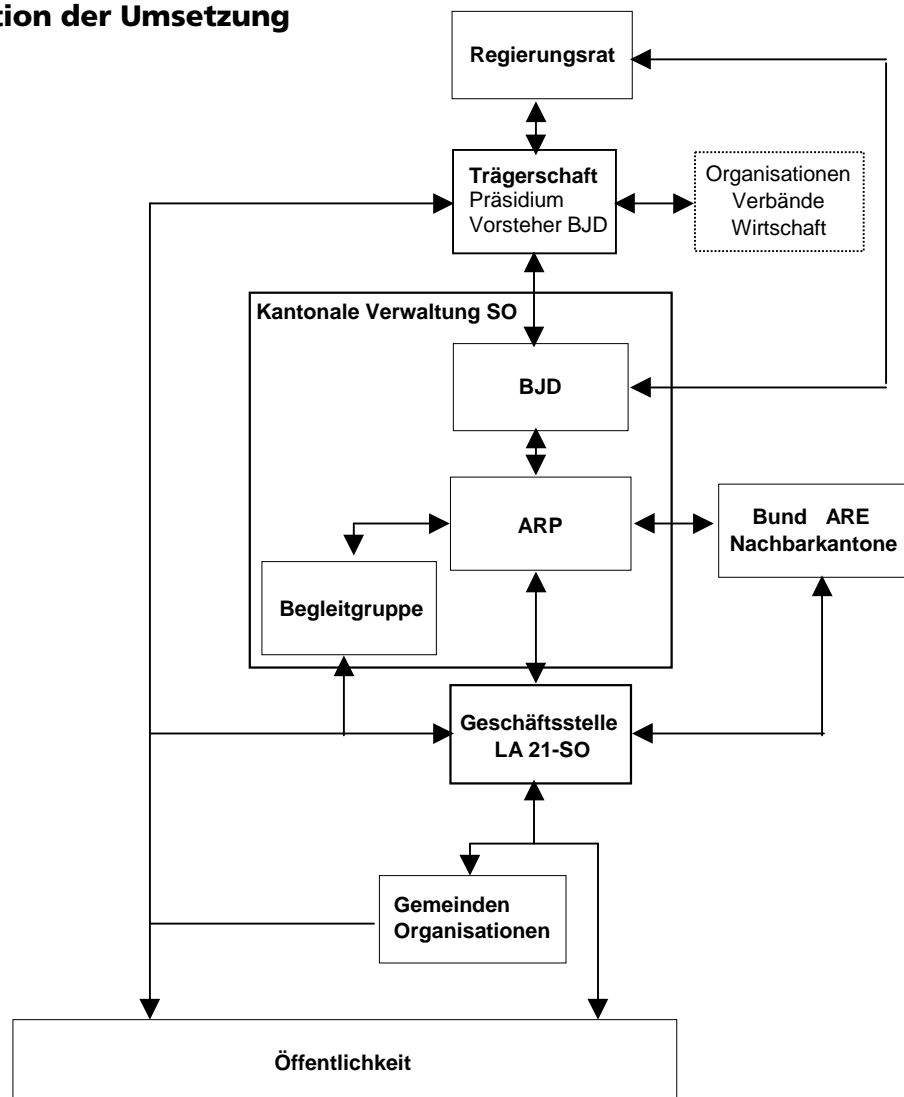 tion der Umsetzung
Regierungsrat
Trägerschaft
Präsidium
Vorsteher BJD
Organisationen
Verbände
Wirtschaft
Kantonale Verwaltung SO
BJD
ARP
Bund ARE
Nachbarkantone
Begleitgruppe
Geschäftsstelle
LA 21-SO
Gemeinden
Organisationen
Öffentlichkeit